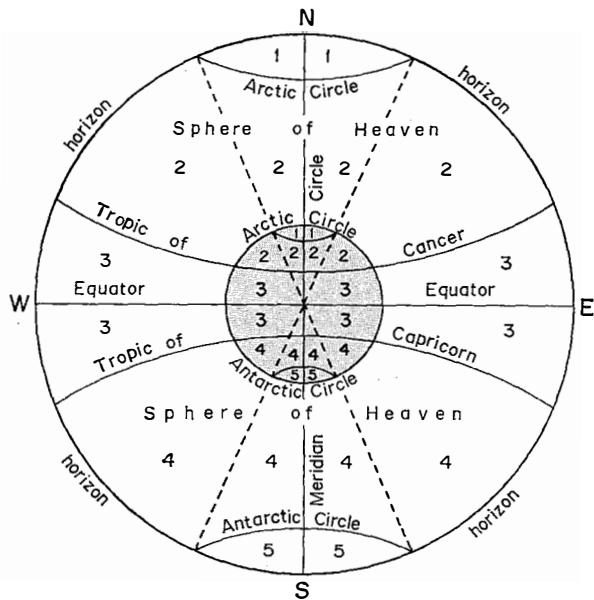 N
1 1
Arctic Circle
horizon horizon
Sphere of Heaven
2 2 2 2
Circle
Tropic of Cancer
Arctic Circle
1 1
2 2 2 2
3 3 3 3
W Equator Equator E
3 3 3 3
Tropic of Capricorn
4 4 4 4
5 5
Antarctic Circle
Sphere of Heaven
4 4 4 4
Meridian
horizon horizon
Antarctic Circle
5 5
S